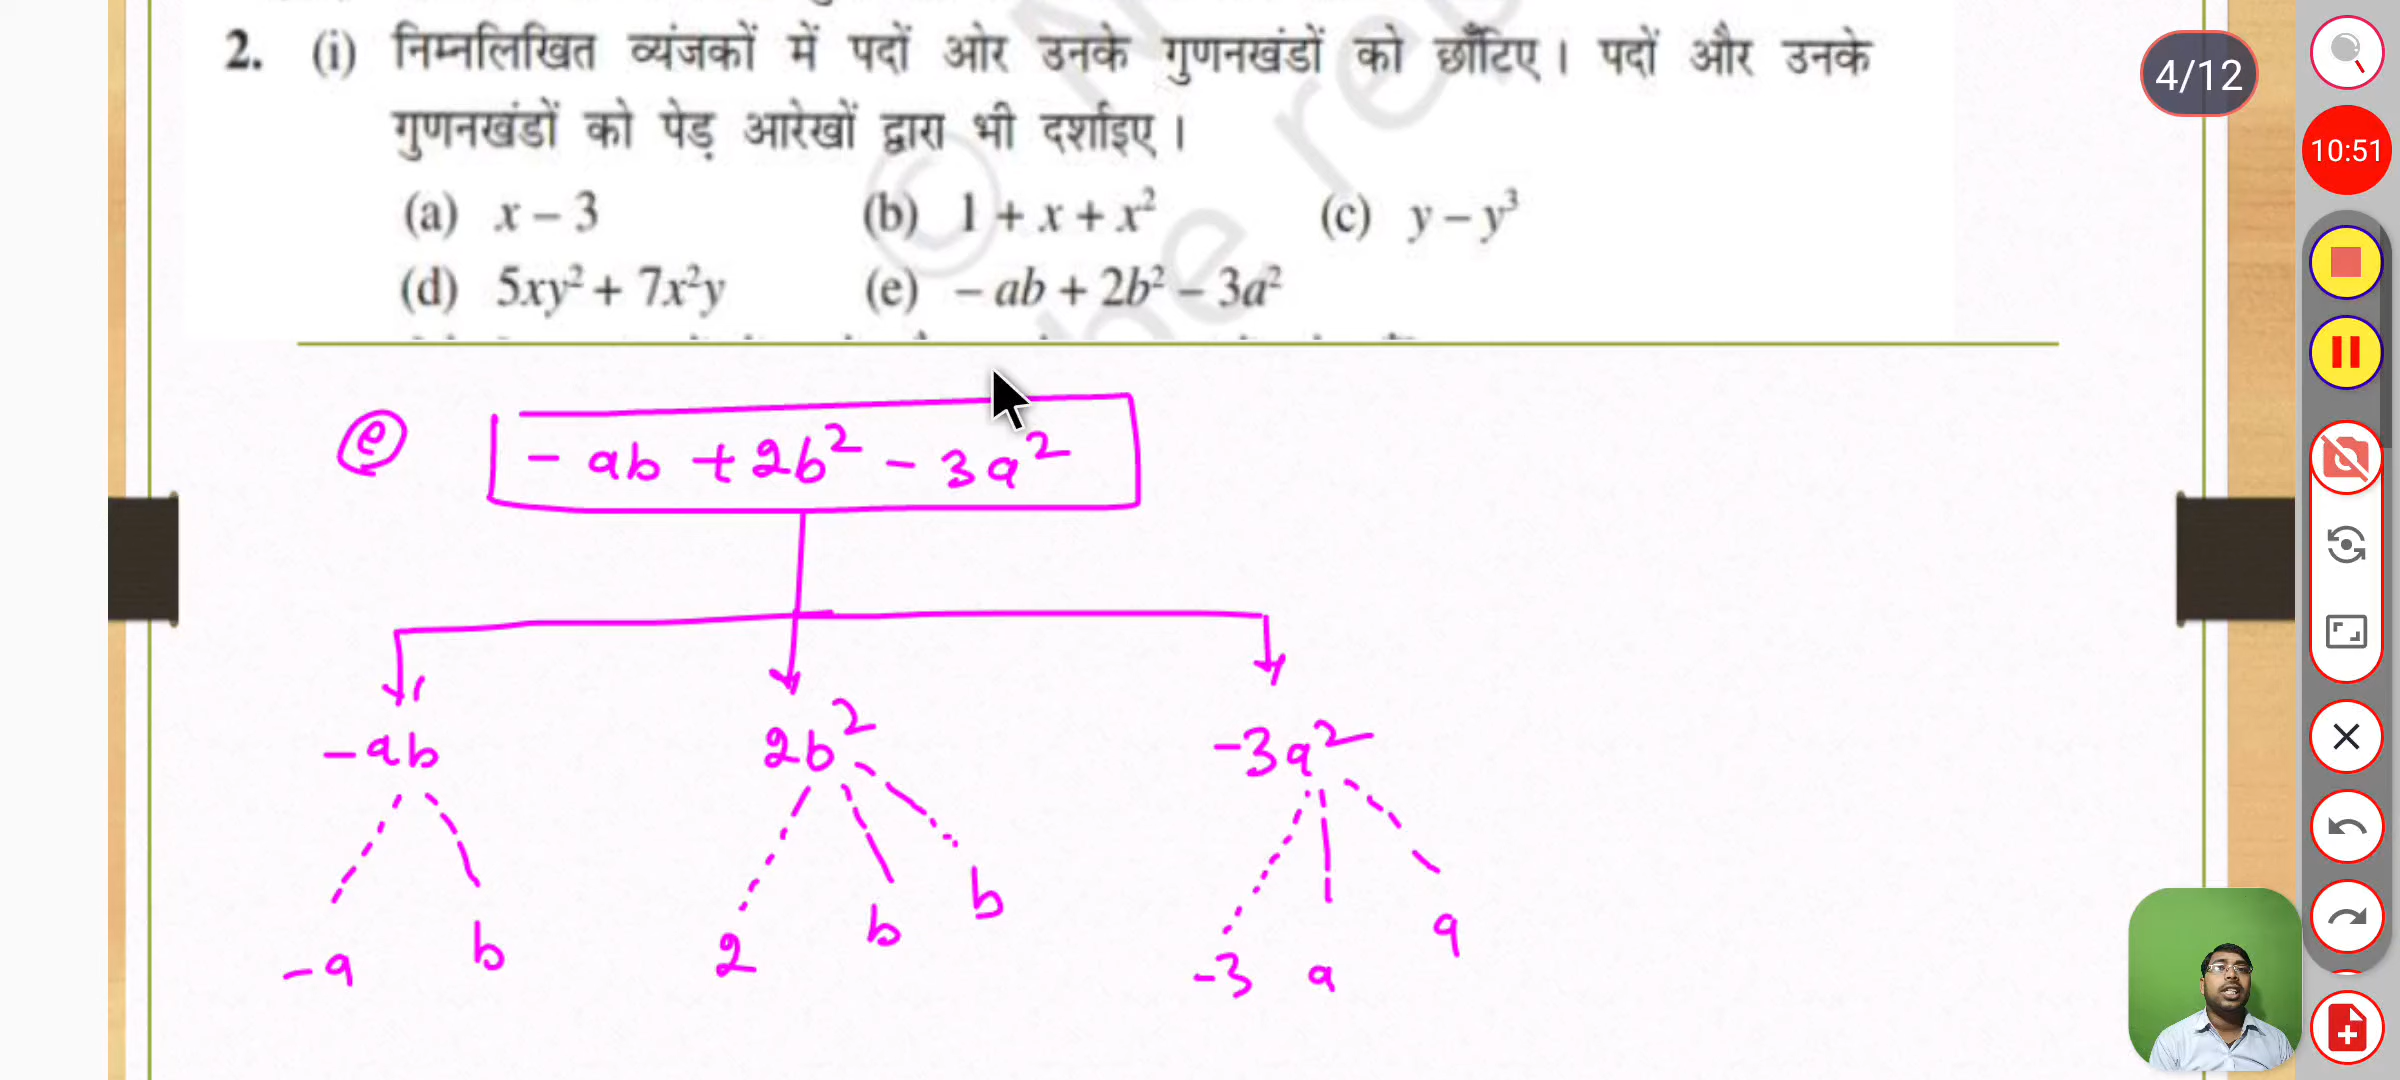 2. (i) निम्नलिखित व्यंजकों में पदों ओर उनके गुणनखंडों को छाँटिए। पदों और उनके
गुणनखंडों को पेड़ आरेखों द्वारा भी दर्शाइए।
(a) x – 3 (b) 1 + x + x² (c) y – y³
(d) 5xy² + 7x²y (e) – ab + 2b² – 3a²
4/12
10:51
(e) - ab + 2b² - 3a²
-ab 2b² -3a²
-a b 2 b b -3 a a